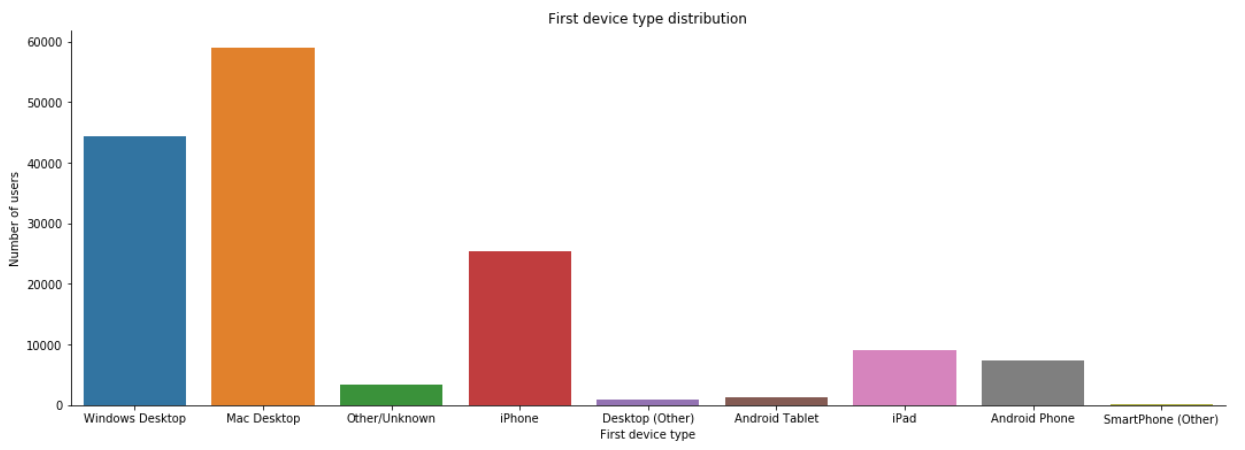 First device type distribution
60000
50000
40000
30000
20000
10000
0
Number of users
Windows Desktop Mac Desktop Other/Unknown iPhone Desktop (Other) Android Tablet iPad Android Phone SmartPhone (Other)
First device type